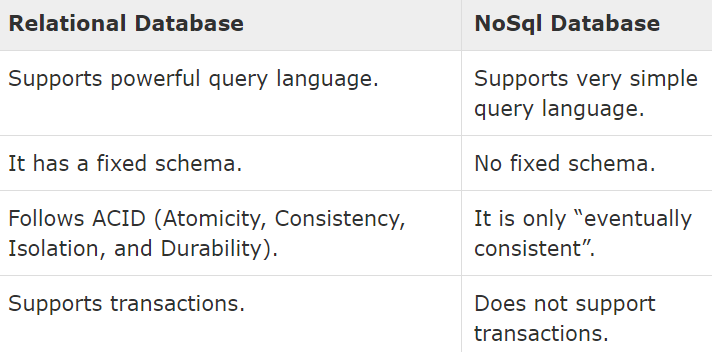 Relational Database
NoSql Database
Supports powerful query language.
Supports very simple
query language.
It has a fixed schema.
No fixed schema.
Follows ACID (Atomicity, Consistency,
Isolation, and Durability).
It is only “eventually
consistent”.
Supports transactions.
Does not support
transactions.